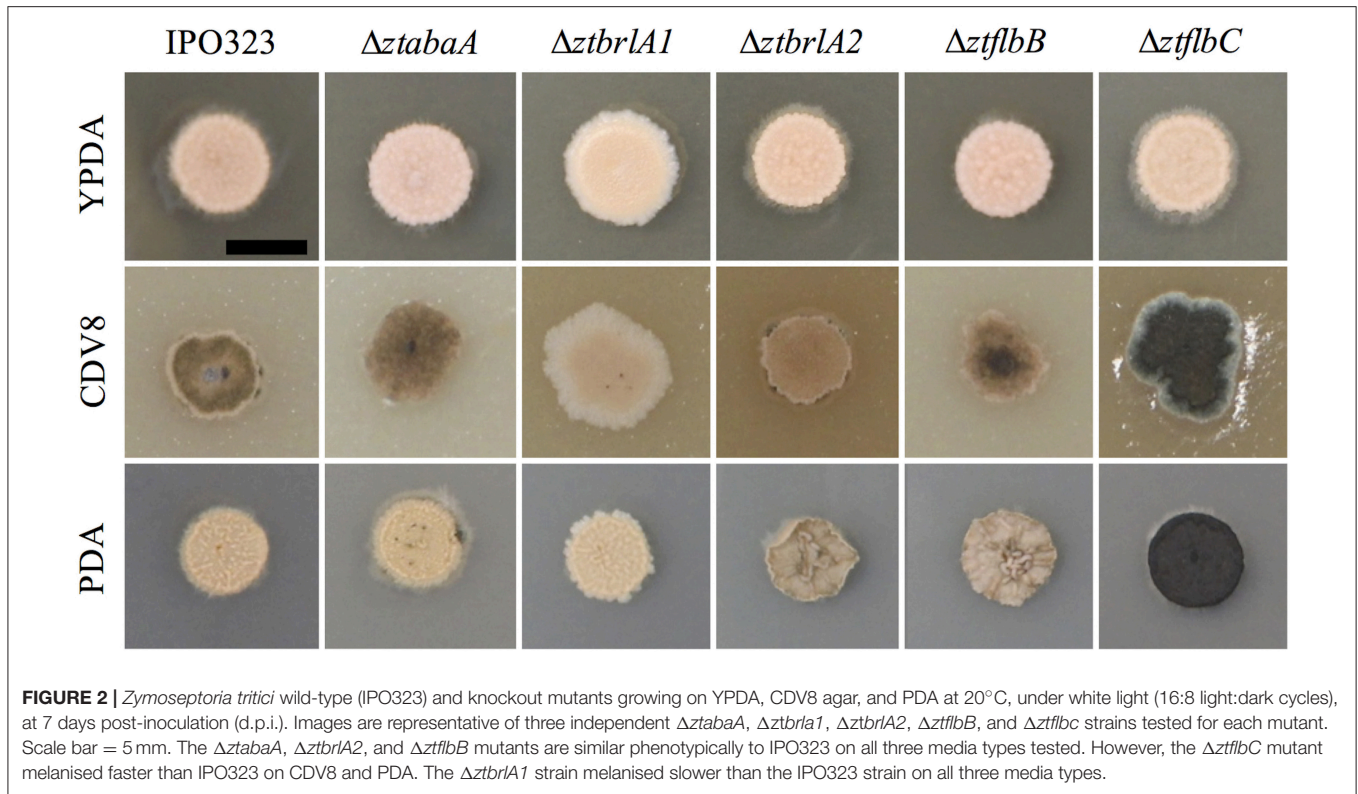 IPO323 ΔztabaA ΔztbrlA1 ΔztbrlA2 ΔztflbB ΔztflbC
YPDA
CDV8
PDA
FIGURE 2 | Zymoseptoria tritici wild-type (IPO323) and knockout mutants growing on YPDA, CDV8 agar, and PDA at 20°C, under white light (16:8 light:dark cycles),
at 7 days post-inoculation (d.p.i.). Images are representative of three independent ΔztabaA, Δztbrla1, ΔztbrlA2, ΔztflbB, and Δztflbc strains tested for each mutant.
Scale bar = 5 mm. The ΔztabaA, ΔztbrlA2, and ΔztflbB mutants are similar phenotypically to IPO323 on all three media types tested. However, the ΔztflbC mutant
melanised faster than IPO323 on CDV8 and PDA. The ΔztbrlA1 strain melanised slower than the IPO323 strain on all three media types.